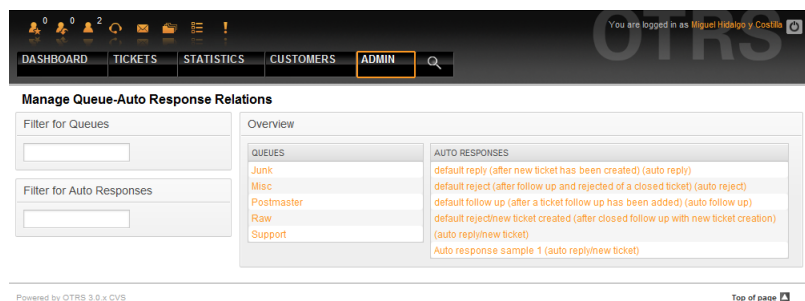 0 0 2
OTRS
You are logged in as Miguel Hidalgo y Costilla
DASHBOARD TICKETS STATISTICS CUSTOMERS ADMIN
Manage Queue-Auto Response Relations
Filter for Queues
Filter for Auto Responses
Overview
QUEUES
Junk
Misc
Postmaster
Raw
Support
AUTO RESPONSES
default reply (after new ticket has been created) (auto reply)
default reject (after follow up and rejected of a closed ticket) (auto reject)
default follow up (after a ticket follow up has been added) (auto follow up)
default reject/new ticket created (after closed follow up with new ticket creation)
(auto reply/new ticket)
Auto response sample 1 (auto reply/new ticket)
Powered by OTRS 3.0.x CVS
Top of page